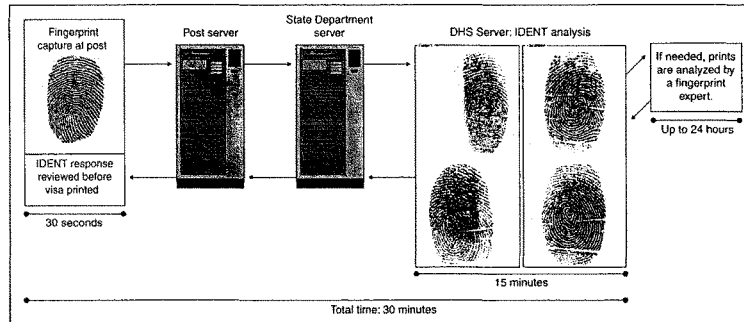 Fingerprint
capture at post
Post server
State Department
server
DHS Server: IDENT analysis
If needed, prints
are analyzed by
a fingerprint
expert.
Up to 24 hours
IDENT response
reviewed before
visa printed
30 seconds
15 minutes
Total time: 30 minutes